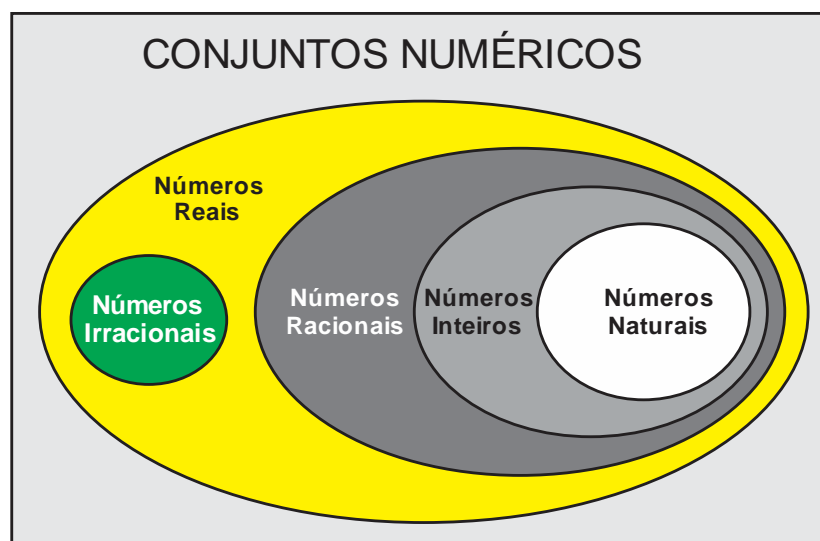 CONJUNTOS NUMÉRICOS
Números
Reais
Números
Irracionais
Números
Racionais
Números
Inteiros
Números
Naturais